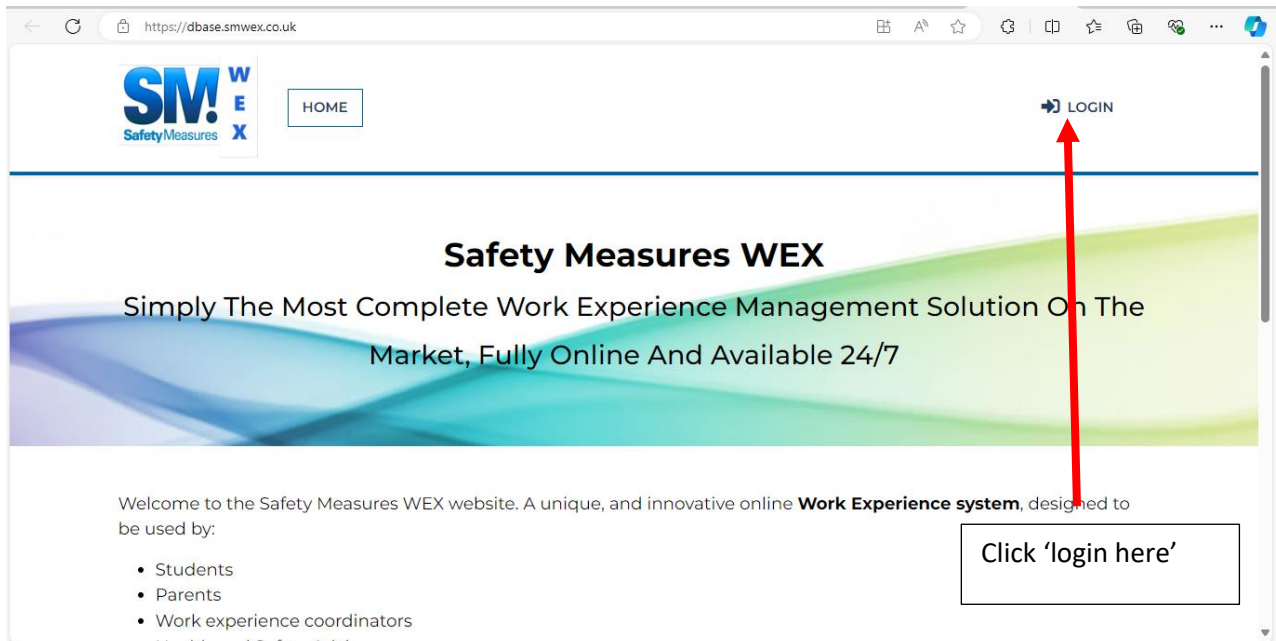 https://dbase.smwex.co.uk
SM!
Safety Measures
W
E
X
HOME
LOGIN
Safety Measures WEX
Simply The Most Complete Work Experience Management Solution On The
Market, Fully Online And Available 24/7
Welcome to the Safety Measures WEX website. A unique, and innovative online Work Experience system, designed to
be used by:
• Students
• Parents
• Work experience coordinators
Click ‘login here’